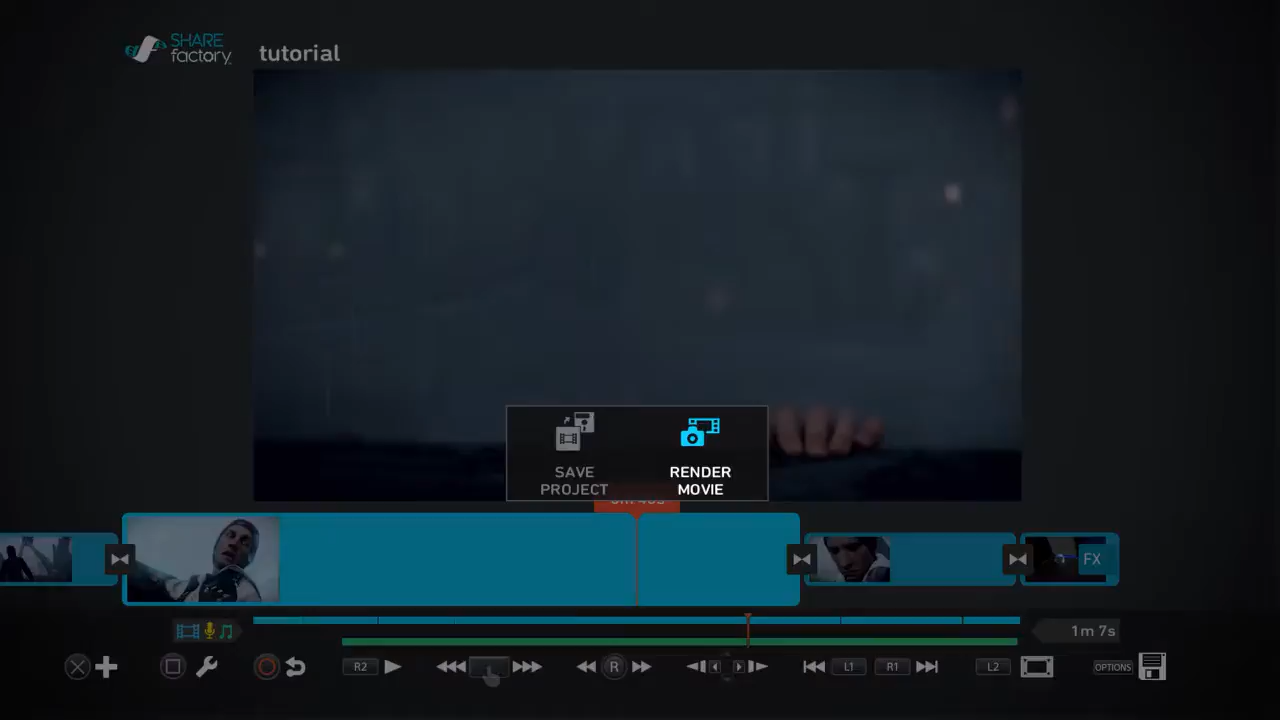 SHARE
factory
tutorial
SAVE
PROJECT
RENDER
MOVIE
FX
1m 7s
R2
R
L1
R1
L2
OPTIONS